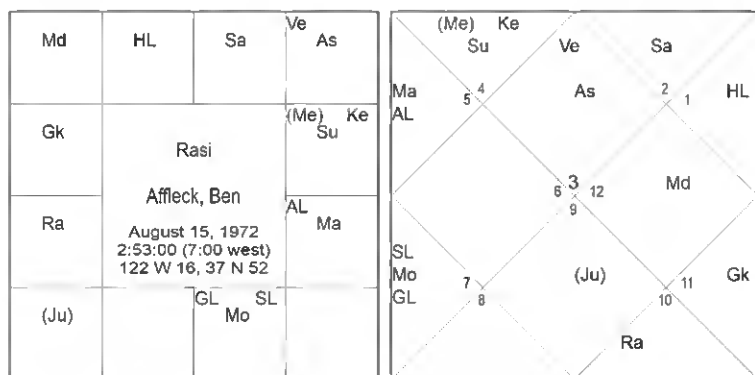 Md HL Sa Ve As
Gk (Me) Ke Su
Rasi
Affleck, Ben
August 15, 1972
2:53:00 (7:00 west)
122 W 16, 37 N 52
Ra AL Ma
(Ju) GL SL Mo
(Me) Ke
Su Ve Sa
Ma AL 5 4 As 2 1 HL
6 3 12 Md
9
SL Mo GL 7 8 (Ju) 11 10 Gk
Ra